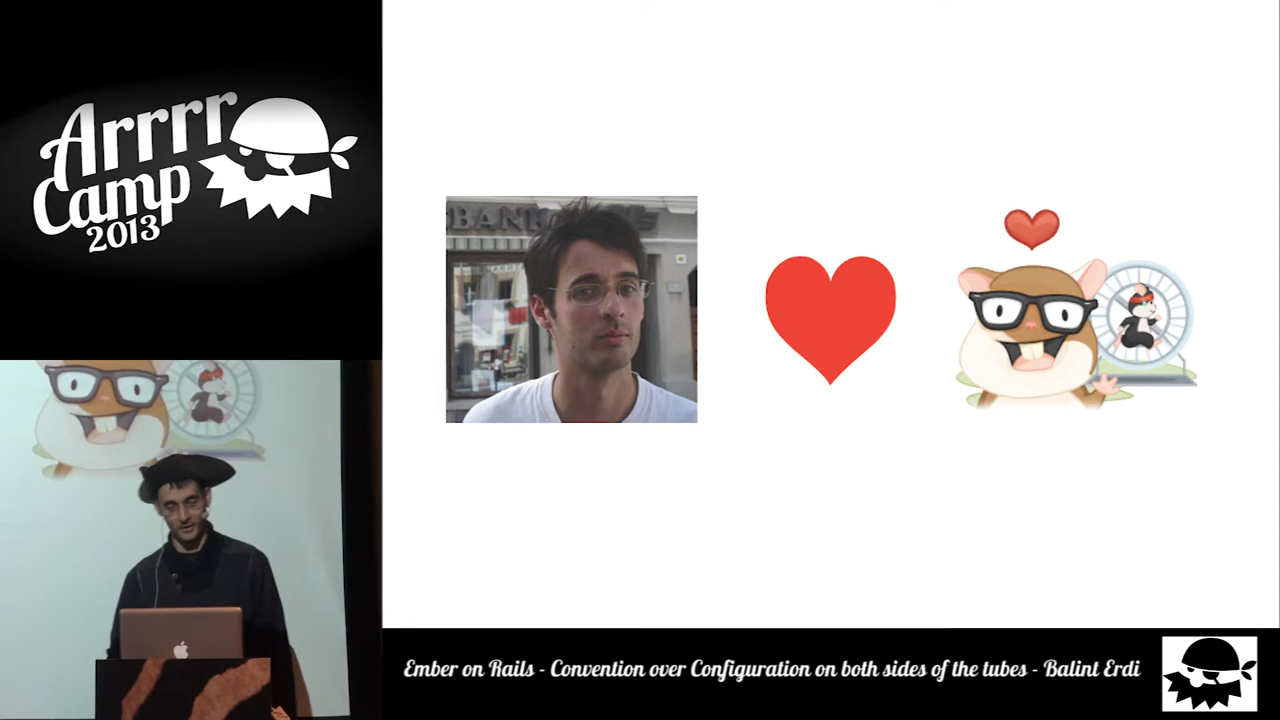 Arrrr
Camp
2013
BANK
Ember on Rails - Convention over Configuration on both sides of the tubes - Balint Erdi